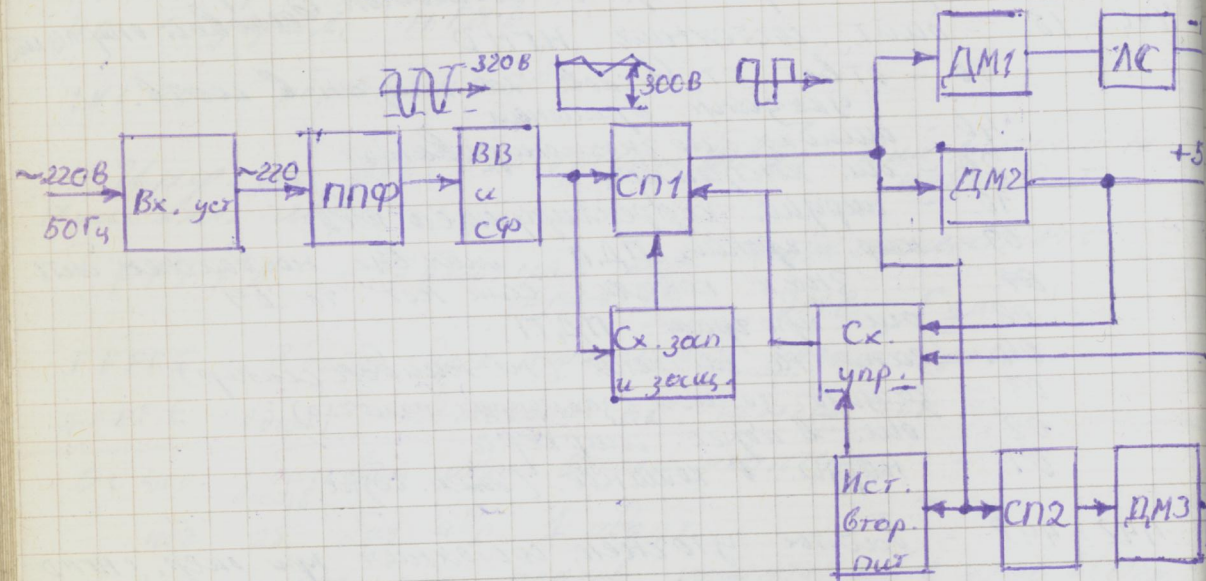 320В
300В
ДМ1
ЛС
~220В
50Гц
Вх. уст
~220
ППФ
ВВ
и
СФ
СП1
ДМ2
+5
Сх. зап
и защ.
Сх.
упр.
Ист.
втор.
пит
СП2
ДМ3